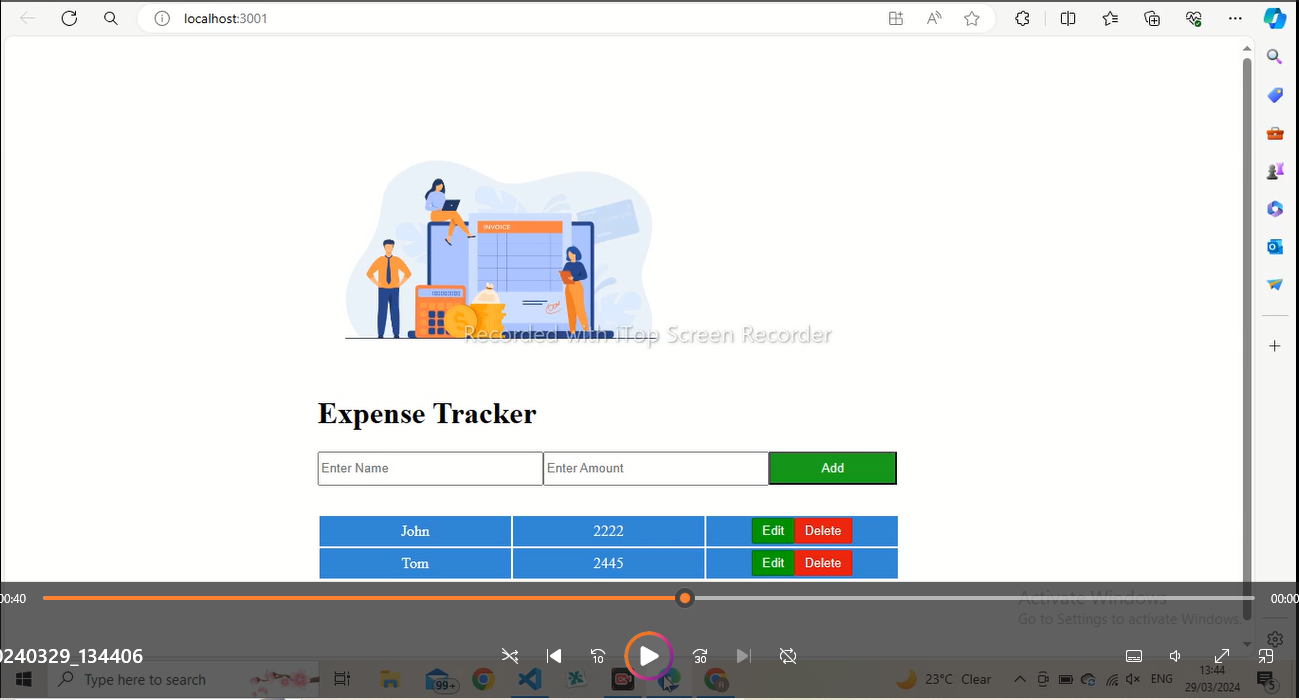 localhost:3001
INVOICE
Recorded with iTop Screen Recorder
Expense Tracker
Enter Name Enter Amount Add
John 2222 Edit Delete
Tom 2445 Edit Delete
00:40 00:00
Activate Windows
Go to Settings to activate Windows.
0240329_134406
10 30
Type here to search 99+ 23°C Clear ENG 13:44
29/03/2024 5